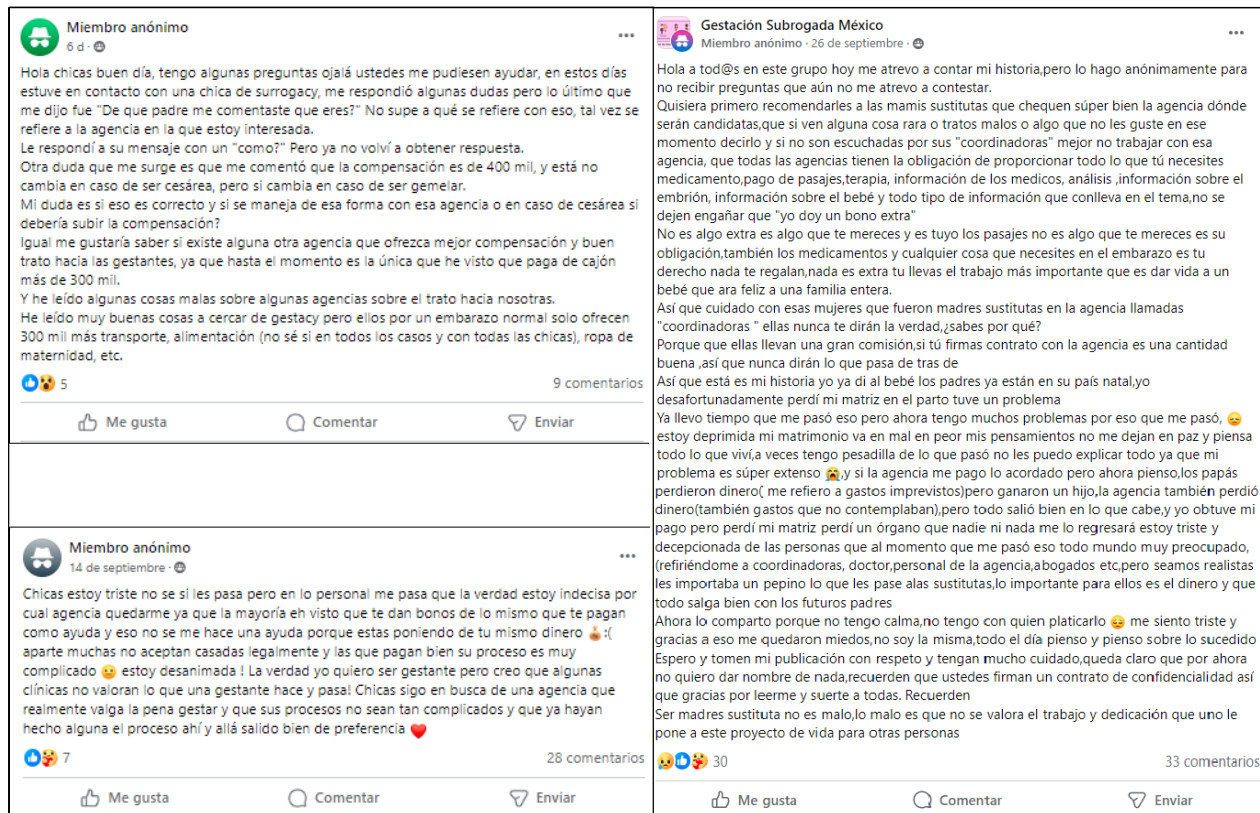 Miembro anónimo
6 d ·
Hola chicas buen día, tengo algunas preguntas ojalá ustedes me pudiesen ayudar, en estos días
estuve en contacto con una chica de surrogacy, me respondió algunas dudas pero lo último que
me dijo fue "De que padre me comentaste que eres?" No supe a qué se refiere con eso, tal vez se
refiere a la agencia en la que estoy interesada.
Le respondí a su mensaje con un "como?" Pero ya no volví a obtener respuesta.
Otra duda que me surge es que me comentó que la compensación es de 400 mil, y está no
cambia en caso de ser cesárea, pero si cambia en caso de ser gemelar.
Mi duda es si eso es correcto y si se maneja de esa forma con esa agencia o en caso de cesárea si
debería subir la compensación?
Igual me gustaría saber si existe alguna otra agencia que ofrezca mejor compensación y buen
trato hacia las gestantes, ya que hasta el momento es la única que he visto que paga de cajón
más de 300 mil.
Y he leído algunas cosas malas sobre algunas agencias sobre el trato hacia nosotras.
He leído muy buenas cosas a cercar de gestacy pero ellos por un embarazo normal solo ofrecen
300 mil más transporte, alimentación (no sé si en todos los casos y con todas las chicas), ropa de
maternidad, etc.
5
9 comentarios
Me gusta
Comentar
Enviar
Miembro anónimo
14 de septiembre ·
Chicas estoy triste no se si les pasa pero en lo personal me pasa que la verdad estoy indecisa por
cual agencia quedarme ya que la mayoría eh visto que te dan bonos de lo mismo que te pagan
como ayuda y eso no se me hace una ayuda porque estas poniendo de tu mismo dinero :(
aparte muchas no aceptan casadas legalmente y las que pagan bien su proceso es muy
complicado 😐 estoy desanimada ! La verdad yo quiero ser gestante pero creo que algunas
clínicas no valoran lo que una gestante hace y pasa! Chicas sigo en busca de una agencia que
realmente valga la pena gestar y que sus procesos no sean tan complicados y que ya hayan
hecho alguna el proceso ahí y allá salido bien de preferencia ❤️
7
28 comentarios
Me gusta
Comentar
Enviar
Gestación Subrogada México
Miembro anónimo · 26 de septiembre ·
Hola a tod@s en este grupo hoy me atrevo a contar mi historia,pero lo hago anónimamente para
no recibir preguntas que aún no me atrevo a contestar.
Quisiera primero recomendarles a las mamis sustitutas que chequen súper bien la agencia dónde
serán candidatas,que si ven alguna cosa rara o tratos malos o algo que no les guste en ese
momento decirlo y si no son escuchadas por sus "coordinadoras" mejor no trabajar con esa
agencia, que todas las agencias tienen la obligación de proporcionar todo lo que tú necesites
medicamento,pago de pasajes,terapia, información de los medicos, análisis ,información sobre el
embrión, información sobre el bebé y todo tipo de información que conlleva en el tema,no se
dejen engañar que "yo doy un bono extra"
No es algo extra es algo que te mereces y es tuyo los pasajes no es algo que te mereces es su
obligación,también los medicamentos y cualquier cosa que necesites en el embarazo es tu
derecho nada te regalan,nada es extra tu llevas el trabajo más importante que es dar vida a un
bebé que ara feliz a una familia entera.
Así que cuidado con esas mujeres que fueron madres sustitutas en la agencia llamadas
"coordinadoras " ellas nunca te dirán la verdad,¿sabes por qué?
Porque que ellas llevan una gran comisión,si tú firmas contrato con la agencia es una cantidad
buena ,así que nunca dirán lo que pasa de tras de
Así que está es mi historia yo ya di al bebé los padres ya están en su país natal,yo
desafortunadamente perdí mi matriz en el parto tuve un problema
Ya llevo tiempo que me pasó eso pero ahora tengo muchos problemas por eso que me pasó, 😞
estoy deprimida mi matrimonio va en mal en peor mis pensamientos no me dejan en paz y piensa
todo lo que viví,a veces tengo pesadilla de lo que pasó no les puedo explicar todo ya que mi
problema es súper extenso 😭,y si la agencia me pago lo acordado pero ahora pienso,los papás
perdieron dinero( me refiero a gastos imprevistos)pero ganaron un hijo,la agencia también perdió
dinero(también gastos que no contemplaban),pero todo salió bien en lo que cabe,y yo obtuve mi
pago pero perdí mi matriz perdí un órgano que nadie ni nada me lo regresará estoy triste y
decepcionada de las personas que al momento que me pasó eso todo mundo muy preocupado,
(refiriéndome a coordinadoras, doctor,personal de la agencia,abogados etc,pero seamos realistas
les importaba un pepino lo que les pase alas sustitutas,lo importante para ellos es el dinero y que
todo salga bien con los futuros padres
Ahora lo comparto porque no tengo calma,no tengo con quien platicarlo 😞 me siento triste y
gracias a eso me quedaron miedos,no soy la misma,todo el día pienso y pienso sobre lo sucedido
Espero y tomen mi publicación con respeto y tengan mucho cuidado,queda claro que por ahora
no quiero dar nombre de nada,recuerden que ustedes firman un contrato de confidencialidad así
que gracias por leerme y suerte a todas. Recuerden
Ser madres sustituta no es malo,lo malo es que no se valora el trabajo y dedicación que uno le
pone a este proyecto de vida para otras personas
30
33 comentarios
Me gusta
Comentar
Enviar